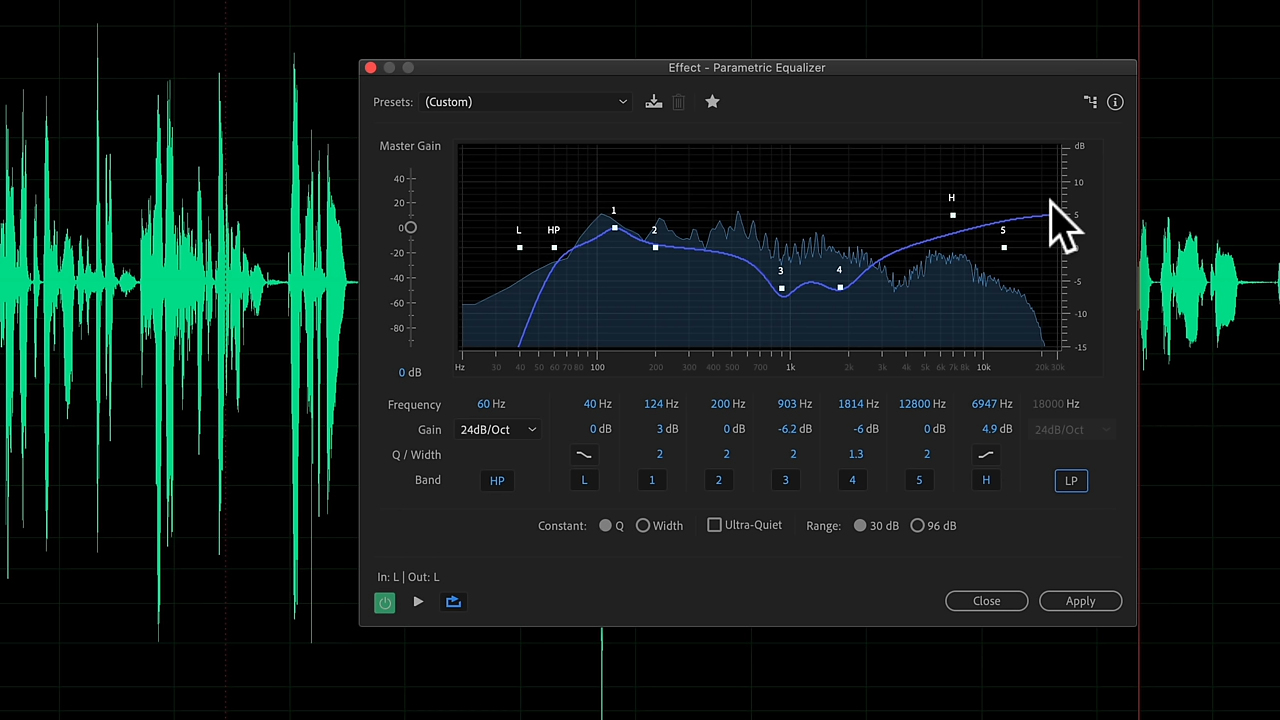 Effect - Parametric Equalizer
Presets: (Custom)
Master Gain
dB
40
20
0
-20
-40
-60
-80
0 dB
10
5
-5
-10
-15
L HP 1 2 3 4 H 5
Hz 30 40 50 60 70 80 100 200 300 400 500 700 1k 2k 3k 4k 5k 6k 7k 8k 10k 20k 30k
Frequency 60 Hz 40 Hz 124 Hz 200 Hz 903 Hz 1814 Hz 12800 Hz 6947 Hz 18000 Hz
Gain 24dB/Oct 0 dB 3 dB 0 dB -6.2 dB -6 dB 0 dB 4.9 dB 24dB/Oct
Q / Width 2 2 2 1.3 2
Band HP L 1 2 3 4 5 H LP
Constant: Q Width Ultra-Quiet Range: 30 dB 96 dB
In: L | Out: L
Close Apply